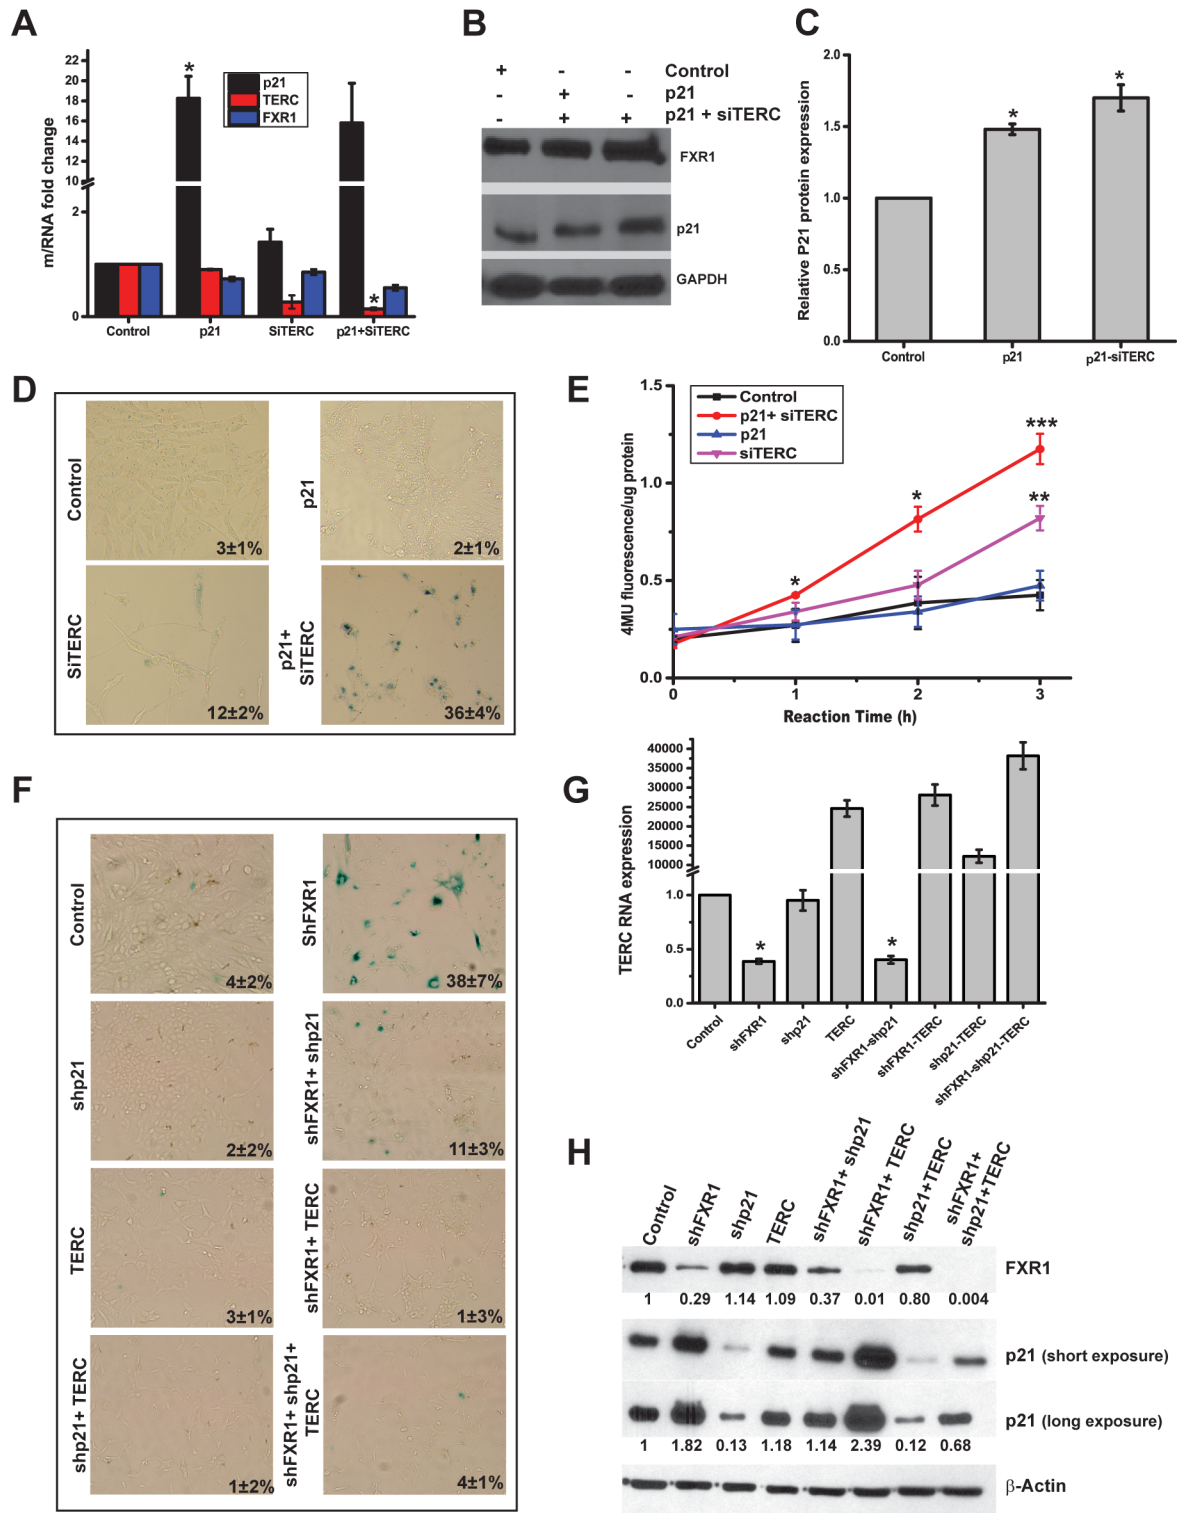 A
m/RNA fold change
22
20
18
16
14
12
10
2
0
*
*
p21
TERC
FXR1
Control
p21
SiTERC
p21+SiTERC
B
+ - - Control
- + p21
- + + p21 + siTERC
FXR1
p21
GAPDH
C
Relative P21 protein expression
2.0
1.5
1.0
0.5
0.0
*
*
Control
p21
p21-siTERC
D
Control
3±1%
p21
2±1%
SiTERC
12±2%
p21+
SiTERC
36±4%
E
4MU fluorescence/ug protein
1.5
1.0
0.5
0.0
Control
p21+ siTERC
p21
siTERC
*
*
***
**
0
1
2
3
Reaction Time (h)
F
Control
4±2%
ShFXR1
38±7%
shp21
2±2%
shFXR1+ shp21
11±3%
TERC
3±1%
shFXR1+ TERC
1±3%
shp21+ TERC
1±2%
shFXR1+ shp21+
TERC
4±1%
G
TERC RNA expression
40000
35000
30000
25000
20000
15000
10000
1.0
0.5
0.0
*
*
Control
shFXR1
shp21
TERC
shFXR1-shp21
shFXR1-TERC
shp21-TERC
shFXR1-shp21-TERC
H
Control
shFXR1
shp21
TERC
shFXR1+ shp21
shFXR1+ TERC
shp21+TERC
shFXR1+
shp21+TERC
FXR1
1 0.29 1.14 1.09 0.37 0.01 0.80 0.004
p21 (short exposure)
p21 (long exposure)
1 1.82 0.13 1.18 1.14 2.39 0.12 0.68
β-Actin